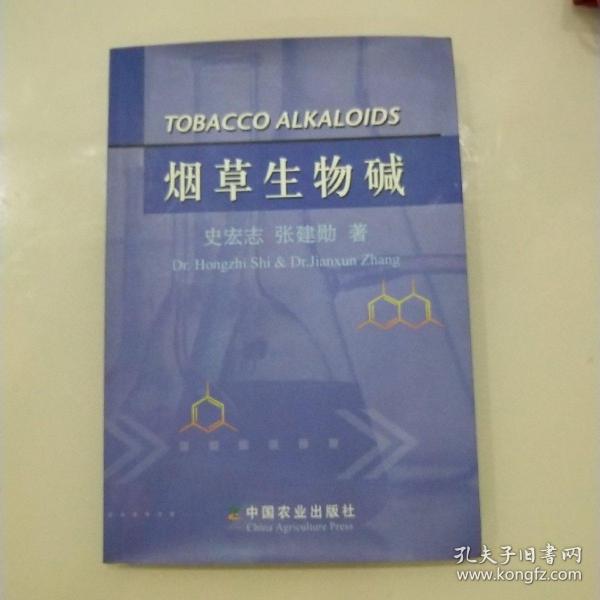 TOBACCO ALKALOIDS
烟草生物碱
史宏志 张建勋 著
Dr. Hongzhi Shi & Dr.Jianxun Zhang
中国农业出版社
China Agriculture Press
孔夫子旧书网
www.kongfz.com